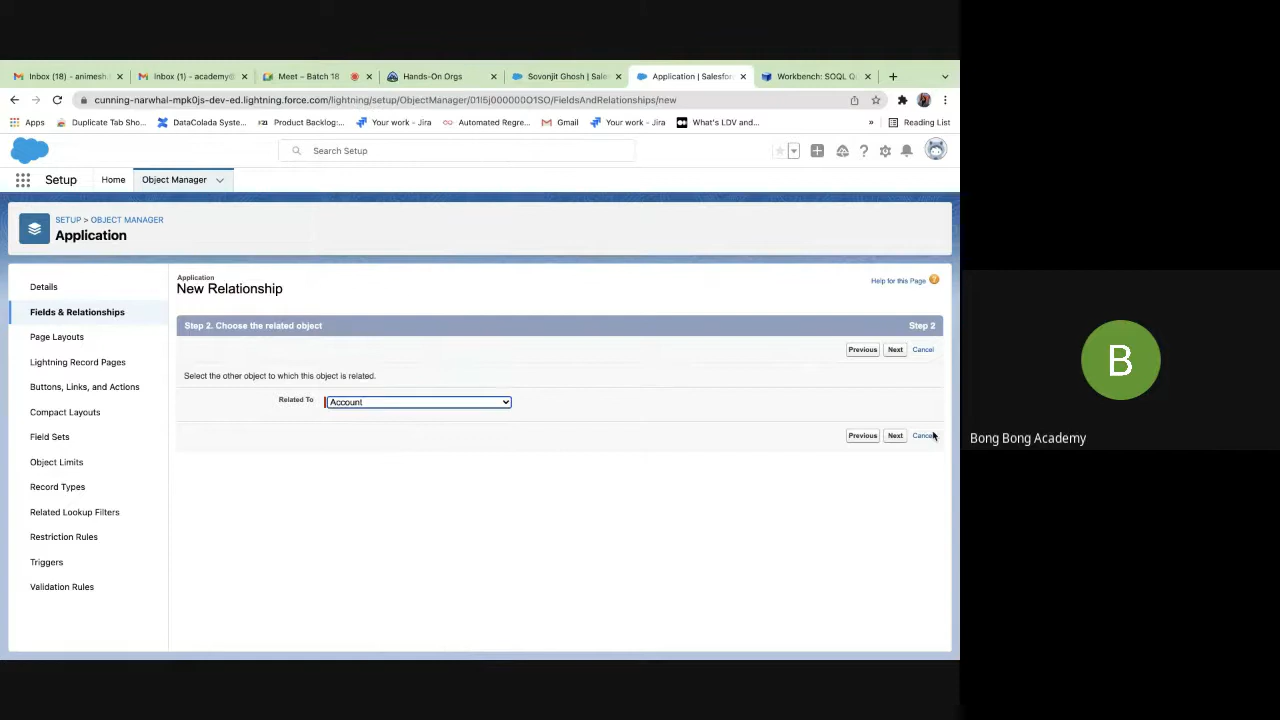 Inbox (18) - animesh.
Inbox (1) - academy@
Meet – Batch 18
Hands-On Orgs
Sovonjit Ghosh | Sale
Application | Salesfor
Workbench: SOQL Q
cunning-narwhal-mpk0js-dev-ed.lightning.force.com/lightning/setup/ObjectManager/01I5j000000O1SO/FieldsAndRelationships/new
Apps
Duplicate Tab Sho...
DataColada Syste...
Product Backlog:...
Your work - Jira
Automated Regre...
Gmail
Your work - Jira
What's LDV and...
»
Reading List
Search Setup
Setup
Home
Object Manager
SETUP > OBJECT MANAGER
Application
Details
Fields & Relationships
Page Layouts
Lightning Record Pages
Buttons, Links, and Actions
Compact Layouts
Field Sets
Object Limits
Record Types
Related Lookup Filters
Restriction Rules
Triggers
Validation Rules
Application
New Relationship
Help for this Page
Step 2. Choose the related object
Step 2
Previous
Next
Cancel
Select the other object to which this object is related.
Related To
Account
Previous
Next
Cancel
B
Bong Bong Academy